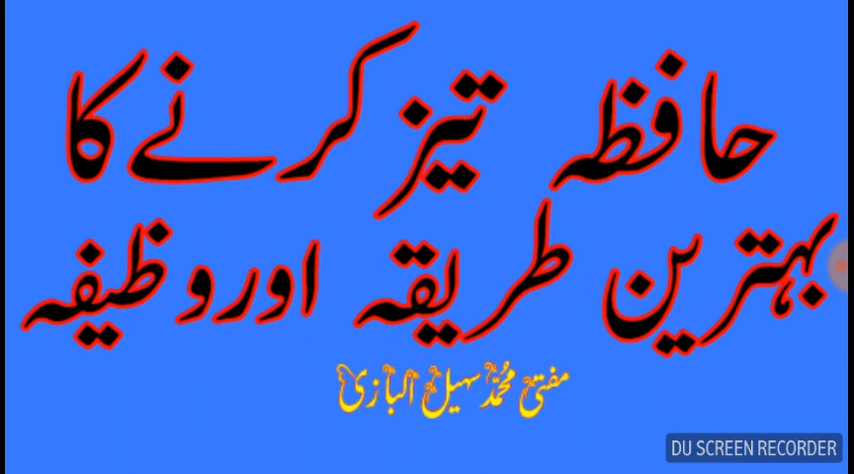 حافظہ تیز کرنے کا
بہترین طریقہ اور وظیفہ
مفتی محمد سہیل البازی
DU SCREEN RECORDER